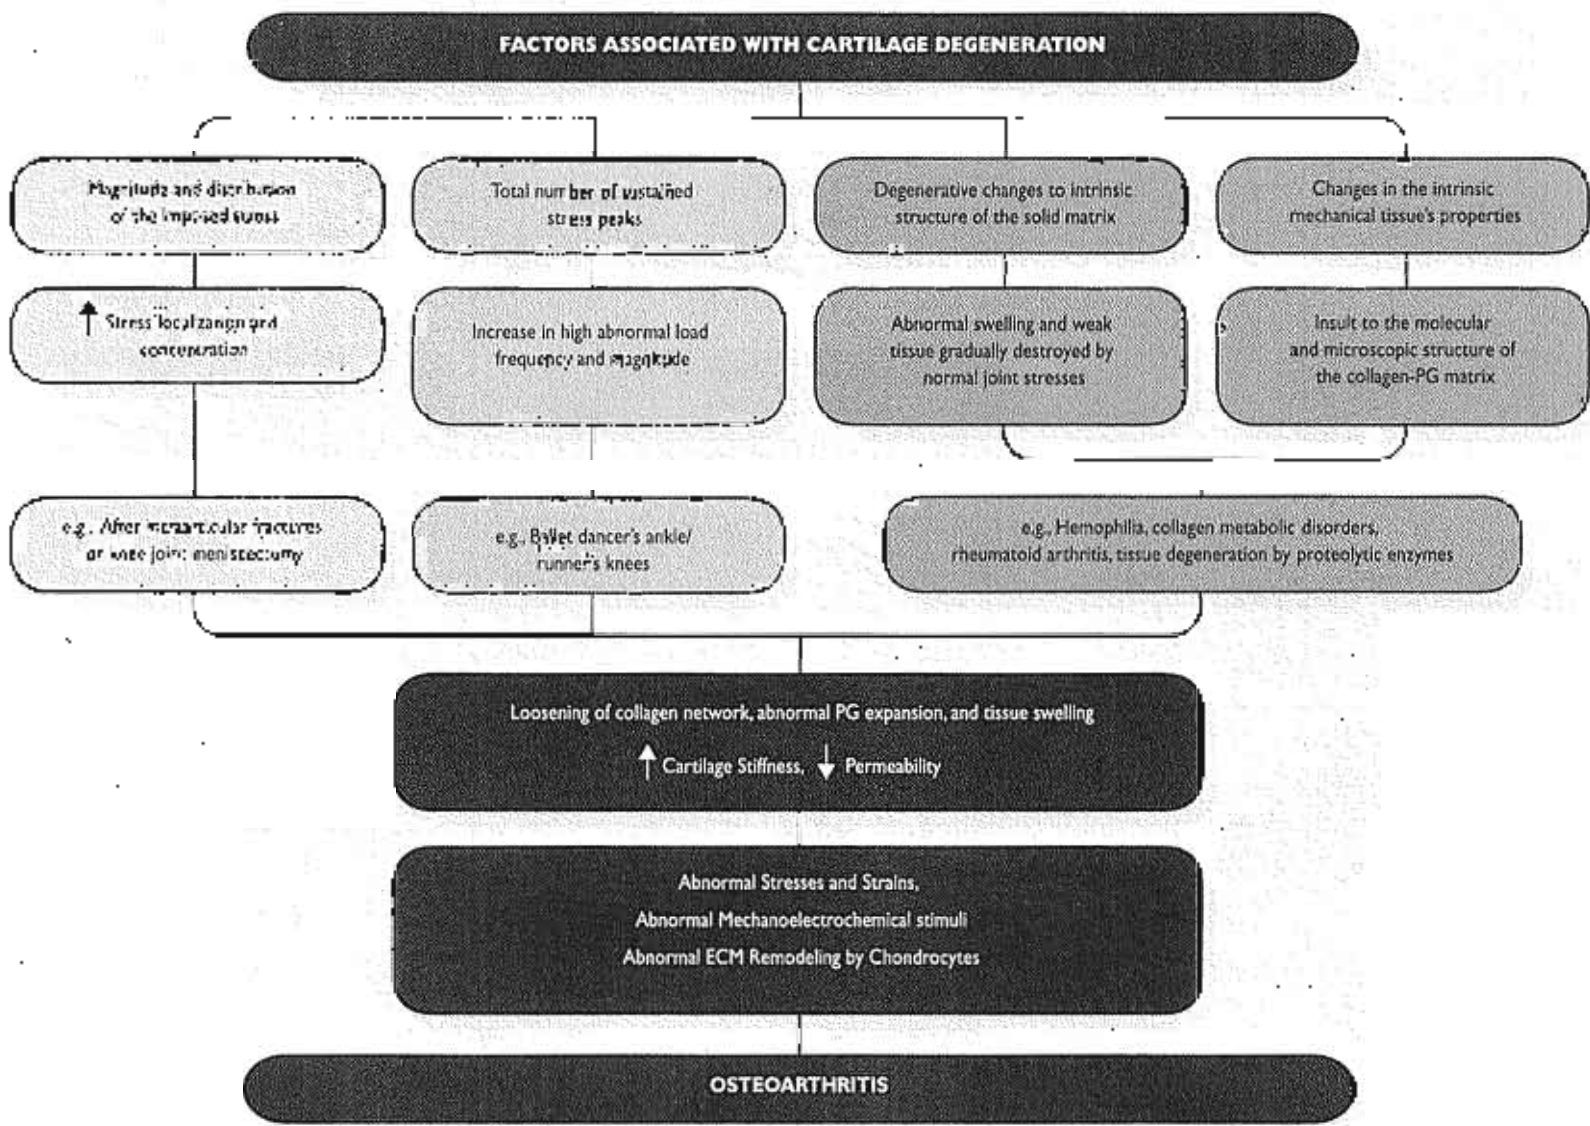 FACTORS ASSOCIATED WITH CARTILAGE DEGENERATION
Magnitude and distribution
of the imposed stress
Total number of sustained
stress peaks
Degenerative changes to intrinsic
structure of the solid matrix
Changes in the intrinsic
mechanical tissue's properties
↑ Stress localization and
concentration
Increase in high abnormal load
frequency and magnitude
Abnormal swelling and weak
tissue gradually destroyed by
normal joint stresses
Insult to the molecular
and microscopic structure of
the collagen-PG matrix
e.g., After intraarticular fractures
or knee joint meniscectomy
e.g., Ballet dancer's ankle/
runner's knees
e.g., Hemophilia, collagen metabolic disorders,
rheumatoid arthritis, tissue degeneration by proteolytic enzymes
Loosening of collagen network, abnormal PG expansion, and tissue swelling
↑ Cartilage Stiffness, ↓ Permeability
Abnormal Stresses and Strains,
Abnormal Mechanoelectrochemical stimuli
Abnormal ECM Remodeling by Chondrocytes
OSTEOARTHRITIS